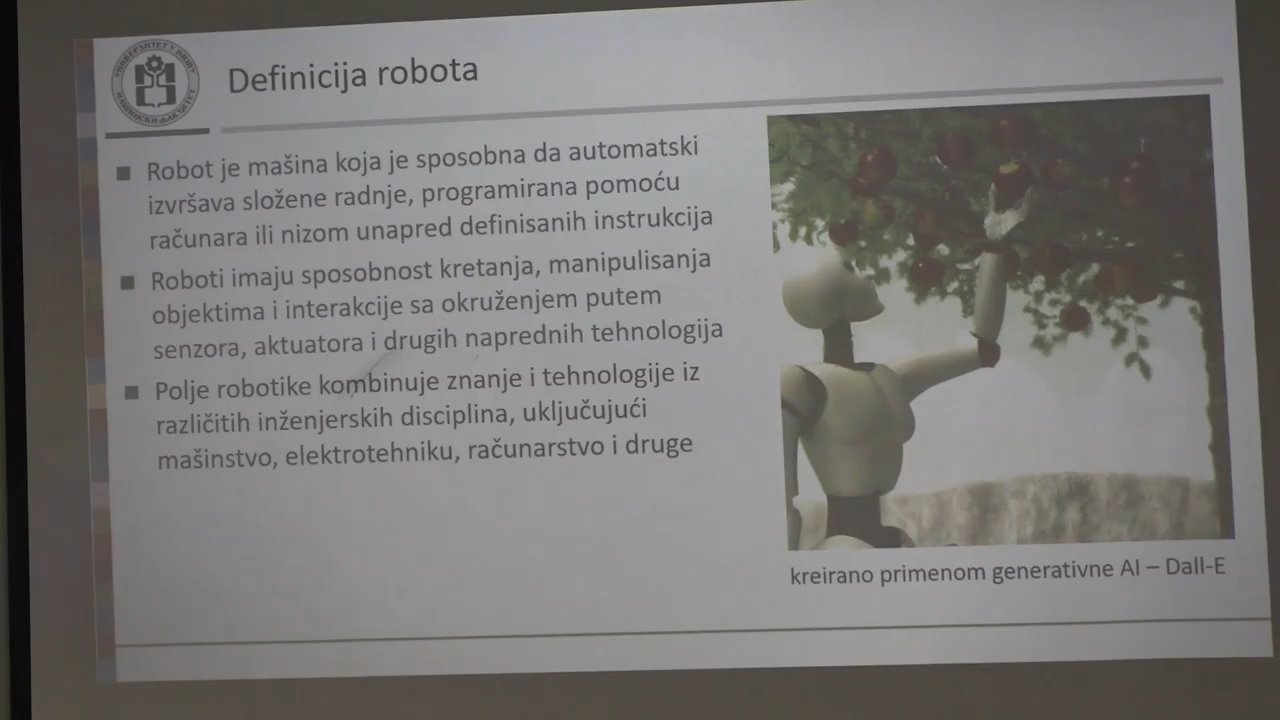 Definicija robota
Robot je mašina koja je sposobna da automatski
izvršava složene radnje, programirana pomoću
računara ili nizom unapred definisanih instrukcija
Roboti imaju sposobnost kretanja, manipulisanja
objektima i interakcije sa okruženjem putem
senzora, aktuatora i drugih naprednih tehnologija
Polje robotike kombinuje znanje i tehnologije iz
različitih inženjerskih disciplina, uključujući
mašinstvo, elektrotehniku, računarstvo i druge
kreirano primenom generativne AI – Dall-E